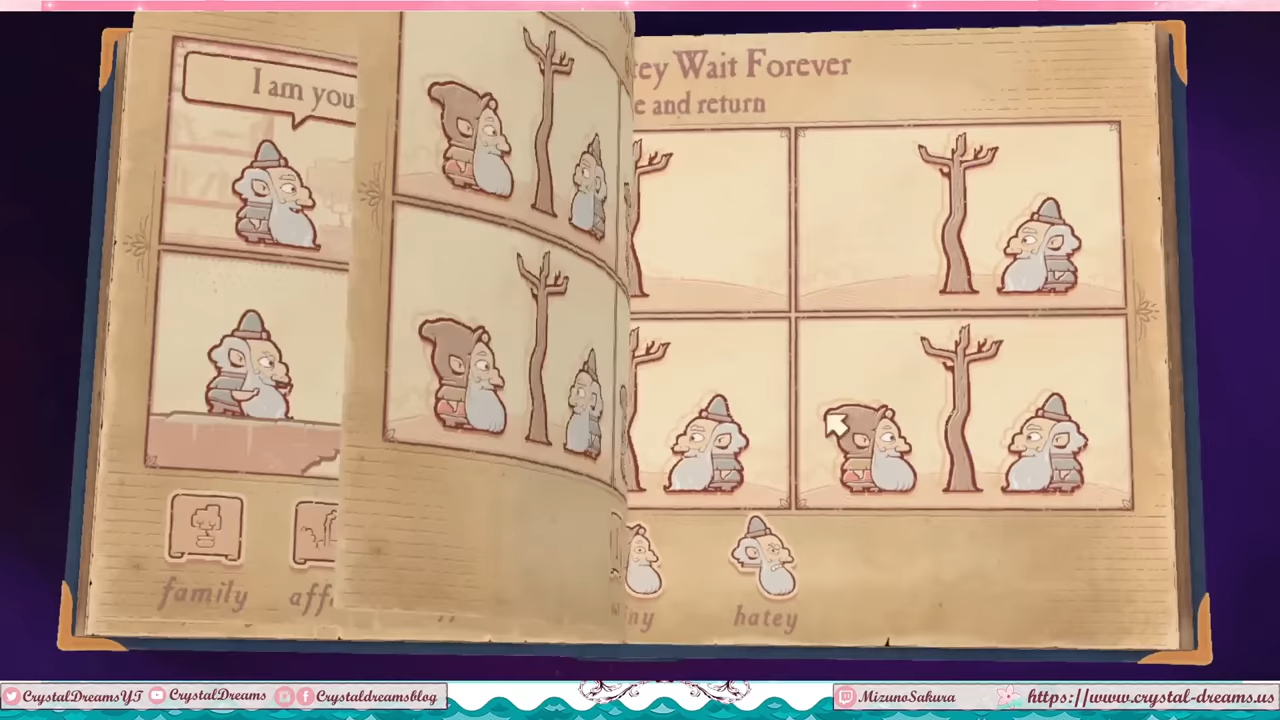 I am you
ey Wait Forever
e and return
family
aff
ny
hatey
CrystalDreamsYT
CrystalDreams
Crystaldreamsblog
MizunoSakura
https://www.crystal-dreams.us